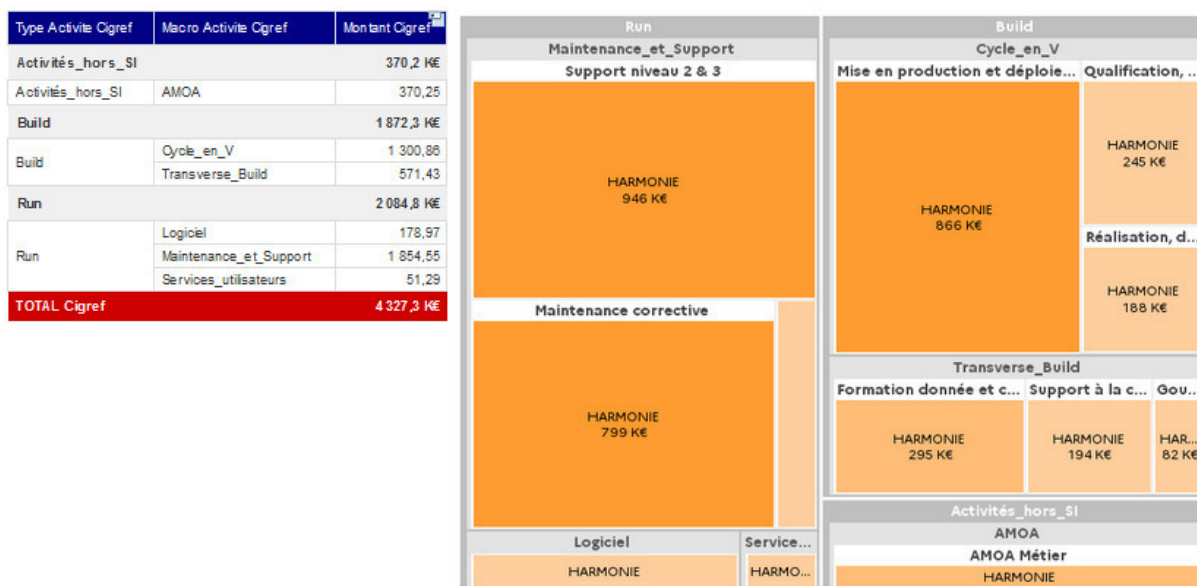 Type Activite Cigref Macro Activite Cigref Montant Cigref
Activités_hors_SI 370,2 K€
Activités_hors_SI AMOA 370,25
Build 1 872,3 K€
Build
Cycle_en_V 1 300,86
Transverse_Build 571,43
Run 2 084,8 K€
Run
Logiciel 178,97
Maintenance_et_Support 1 854,55
Services_utilisateurs 51,29
TOTAL Cigref 4 327,3 K€
Run
Maintenance_et_Support
Support niveau 2 & 3
HARMONIE
946 K€
Maintenance corrective
HARMONIE
799 K€
Logiciel
HARMONIE
Service...
HARMO...
Build
Cycle_en_V
Mise en production et déploie...
HARMONIE
866 K€
Qualification, ...
HARMONIE
245 K€
Réalisation, d...
HARMONIE
188 K€
Transverse_Build
Formation donnée et c...
HARMONIE
295 K€
Support à la c...
HARMONIE
194 K€
Gou...
HAR...
82 K€
Activités_hors_SI
AMOA
AMOA Métier
HARMONIE